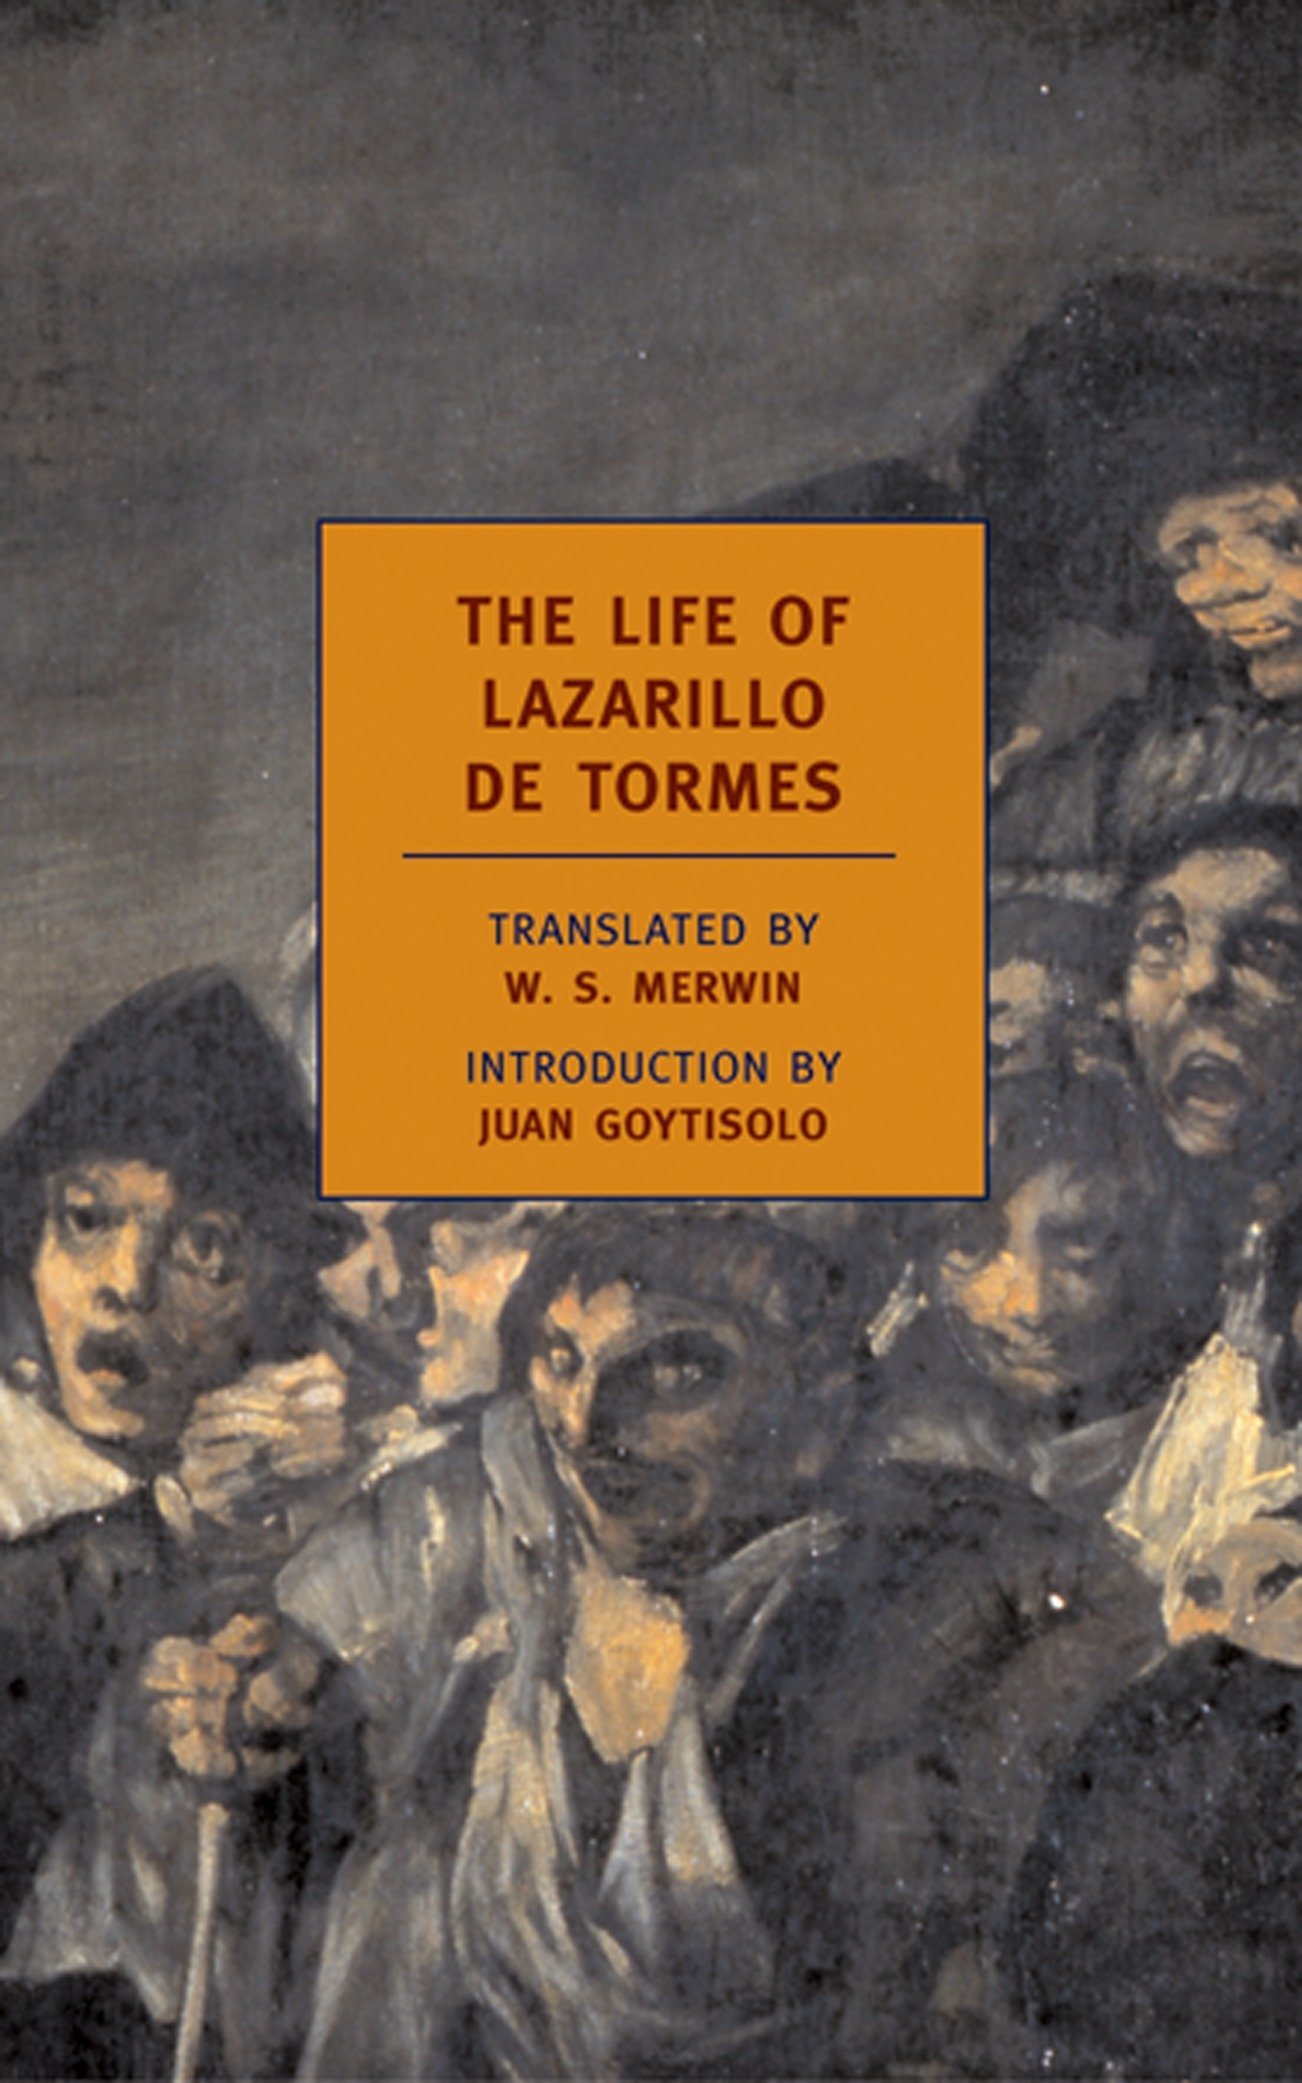 THE LIFE OF
LAZARILLO
DE TORMES
TRANSLATED BY
W. S. MERWIN
INTRODUCTION BY
JUAN GOYTISOLO